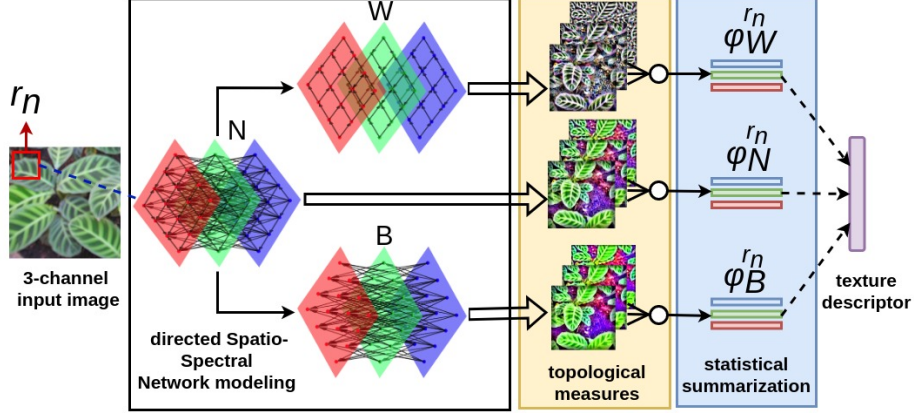 r_n
3-channel
input image
W
N
B
directed Spatio-
Spectral
Network modeling
topological
measures
φ_W^{r_n}
φ_N^{r_n}
φ_B^{r_n}
statistical
summarization
texture
descriptor